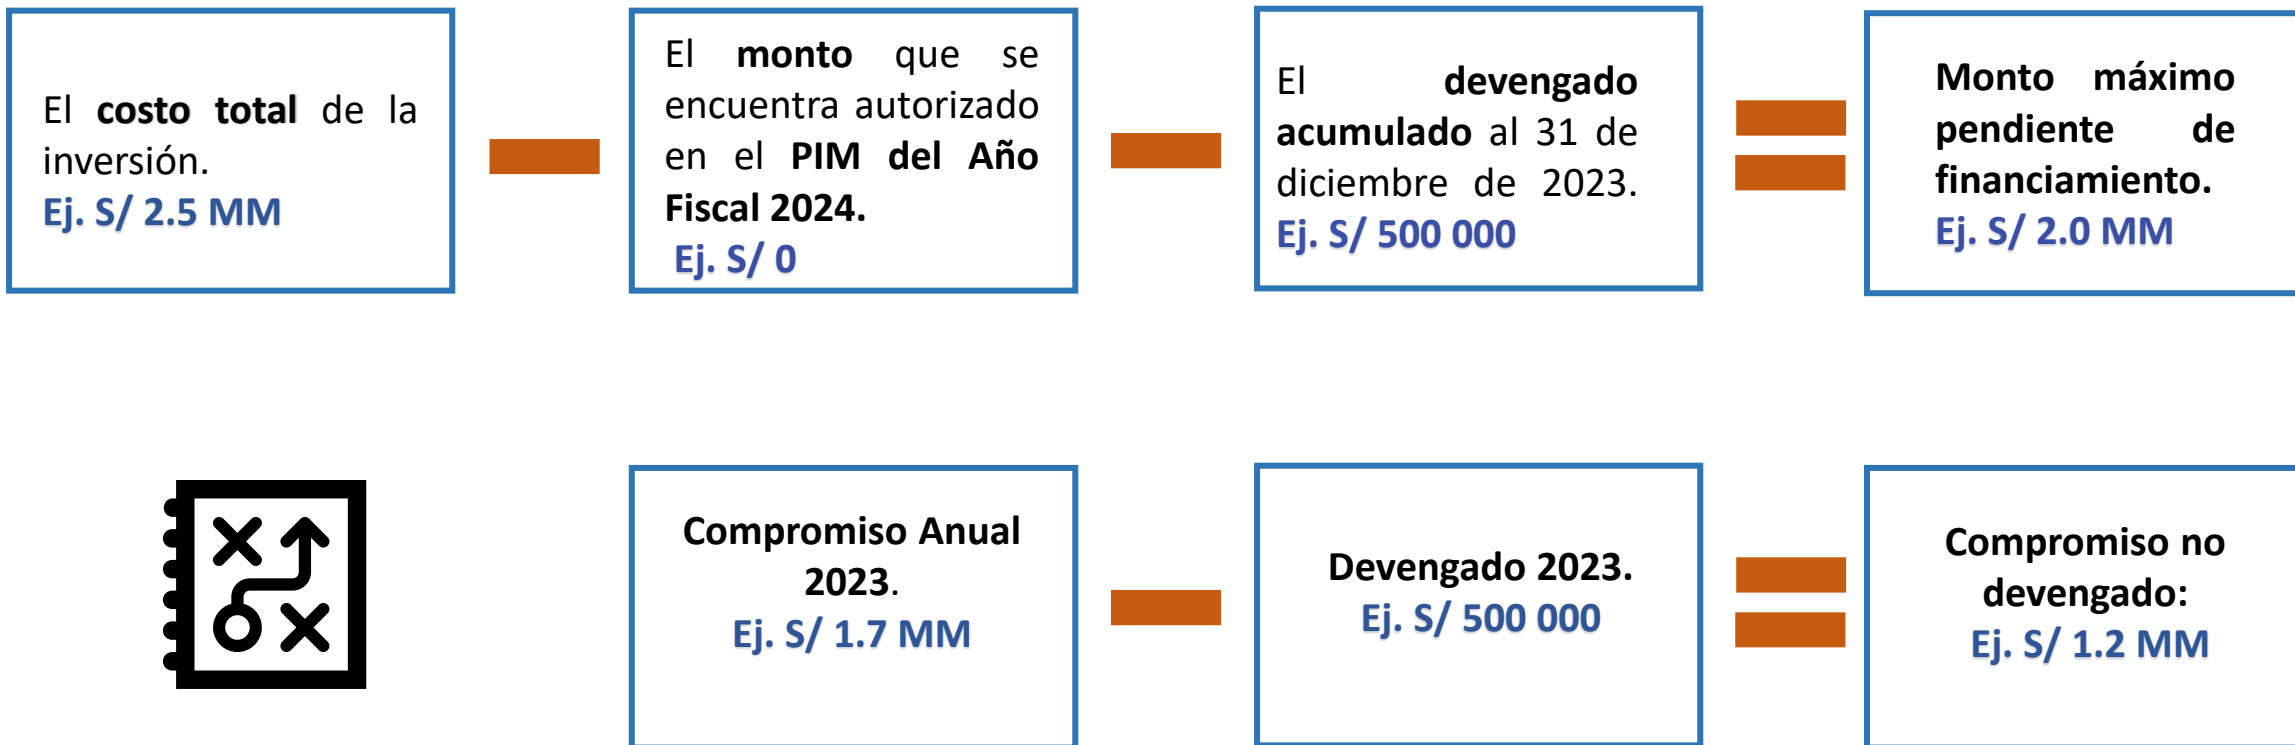 El costo total de la
inversión.
Ej. S/ 2.5 MM
El monto que se
encuentra autorizado
en el PIM del Año
Fiscal 2024.
Ej. S/ 0
El devengado
acumulado al 31 de
diciembre de 2023.
Ej. S/ 500 000
Monto máximo
pendiente de
financiamiento.
Ej. S/ 2.0 MM
Compromiso Anual
2023.
Ej. S/ 1.7 MM
Devengado 2023.
Ej. S/ 500 000
Compromiso no
devengado:
Ej. S/ 1.2 MM